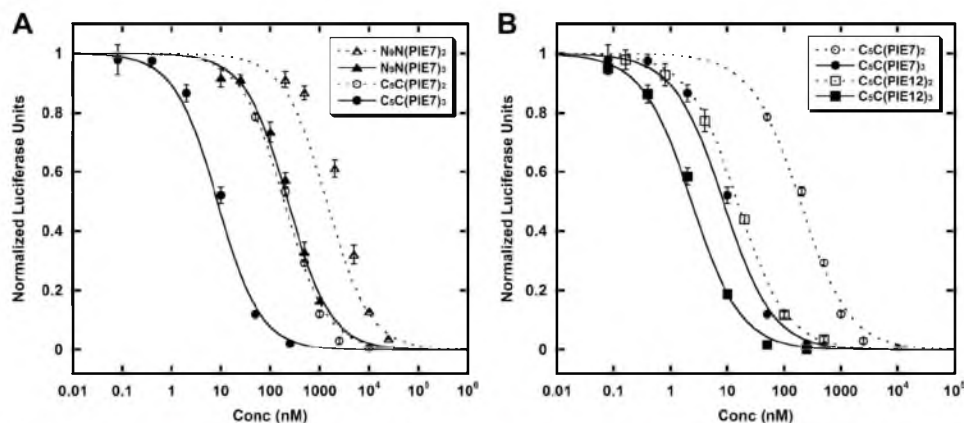 A
N₉N(PIE7)₂
N₉N(PIE7)₃
C₅C(PIE7)₂
C₅C(PIE7)₃
Normalized Luciferase Units
1
0.8
0.6
0.4
0.2
0
0.01 0.1 1 10 100 1000 10⁴ 10⁵ 10⁶
Conc (nM)
B
C₅C(PIE7)₂
C₅C(PIE7)₃
C₅C(PIE12)₂
C₅C(PIE12)₃
Normalized Luciferase Units
1
0.8
0.6
0.4
0.2
0
0.01 0.1 1 10 100 1000 10⁴ 10⁵
Conc (nM)